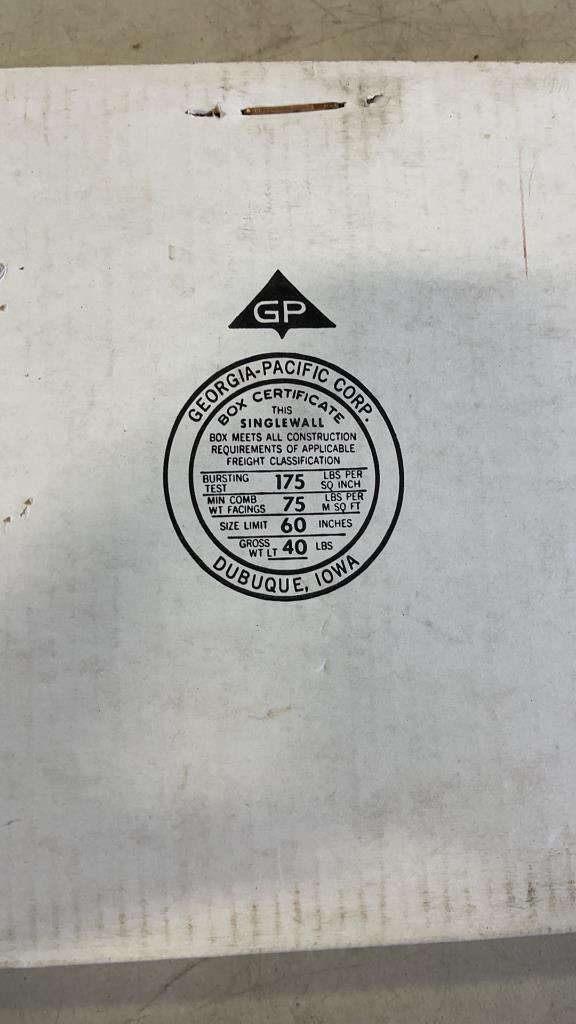 GP
GEORGIA-PACIFIC CORP.
BOX CERTIFICATE
THIS
SINGLEWALL
BOX MEETS ALL CONSTRUCTION
REQUIREMENTS OF APPLICABLE
FREIGHT CLASSIFICATION
BURSTING TEST 175 LBS PER SQ INCH
MIN COMB WT FACINGS 75 LBS PER M SQ FT
SIZE LIMIT 60 INCHES
GROSS WT LT 40 LBS
DUBUQUE, IOWA